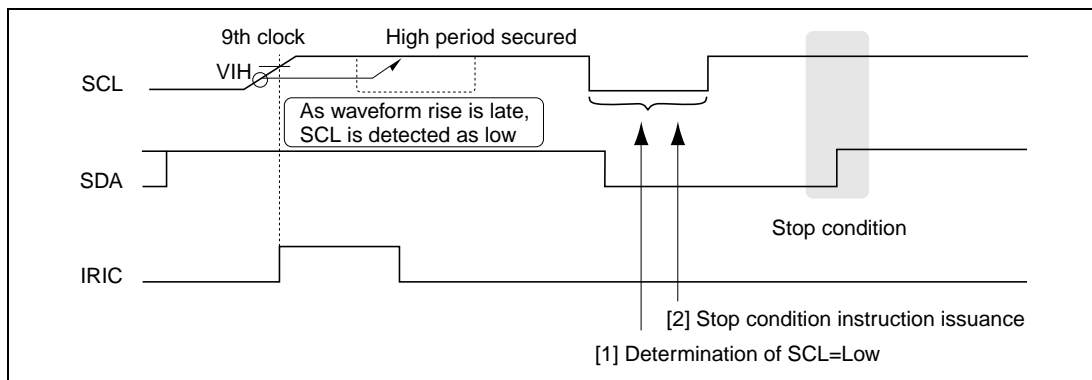 9th clock
High period secured
VIH
SCL
As waveform rise is late,
SCL is detected as low
SDA
Stop condition
IRIC
[2] Stop condition instruction issuance
[1] Determination of SCL=Low